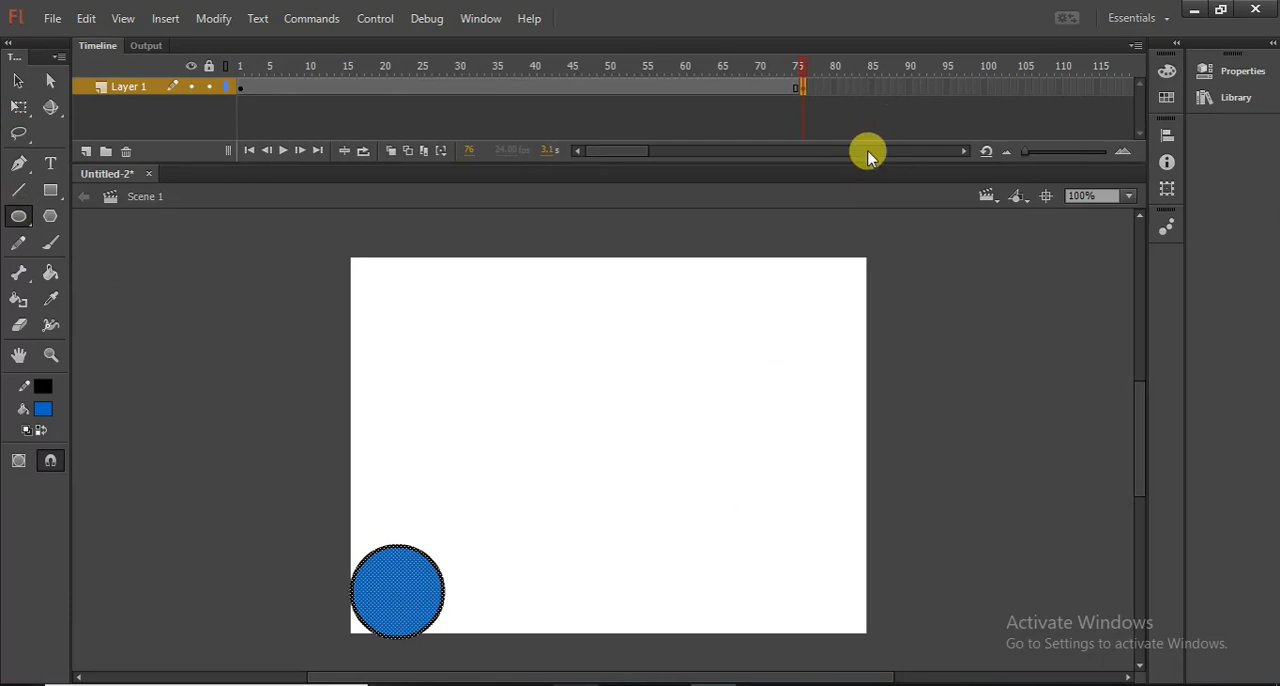 Fl File Edit View Insert Modify Text Commands Control Debug Window Help Essentials
Timeline Output
T...
1 5 10 15 20 25 30 35 40 45 50 55 60 65 70 75 80 85 90 95 100 105 110 115
Properties
Layer 1
Library
76 24.00 fps 3.1 s
Untitled-2*
Scene 1
100%
T
Activate Windows
Go to Settings to activate Windows.